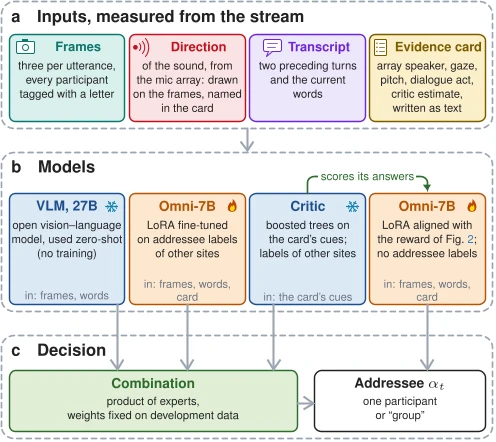 a Inputs, measured from the stream
Frames
three per utterance,
every participant
tagged with a letter
Direction
of the sound, from
the mic array: drawn
on the frames, named
in the card
Transcript
two preceding turns
and the current
words
Evidence card
array speaker, gaze,
pitch, dialogue act,
critic estimate,
written as text
b Models
scores its answers
VLM, 27B
open vision–language
model, used zero-shot
(no training)
in: frames, words
Omni-7B
LoRA fine-tuned
on addressee labels
of other sites
in: frames, words,
card
Critic
boosted trees on
the card's cues;
labels of other sites
in: the card's cues
Omni-7B
LoRA aligned with
the reward of Fig. 2;
no addressee labels
in: frames, words,
card
c Decision
Combination
product of experts,
weights fixed on development data
Addressee αt
one participant
or “group”